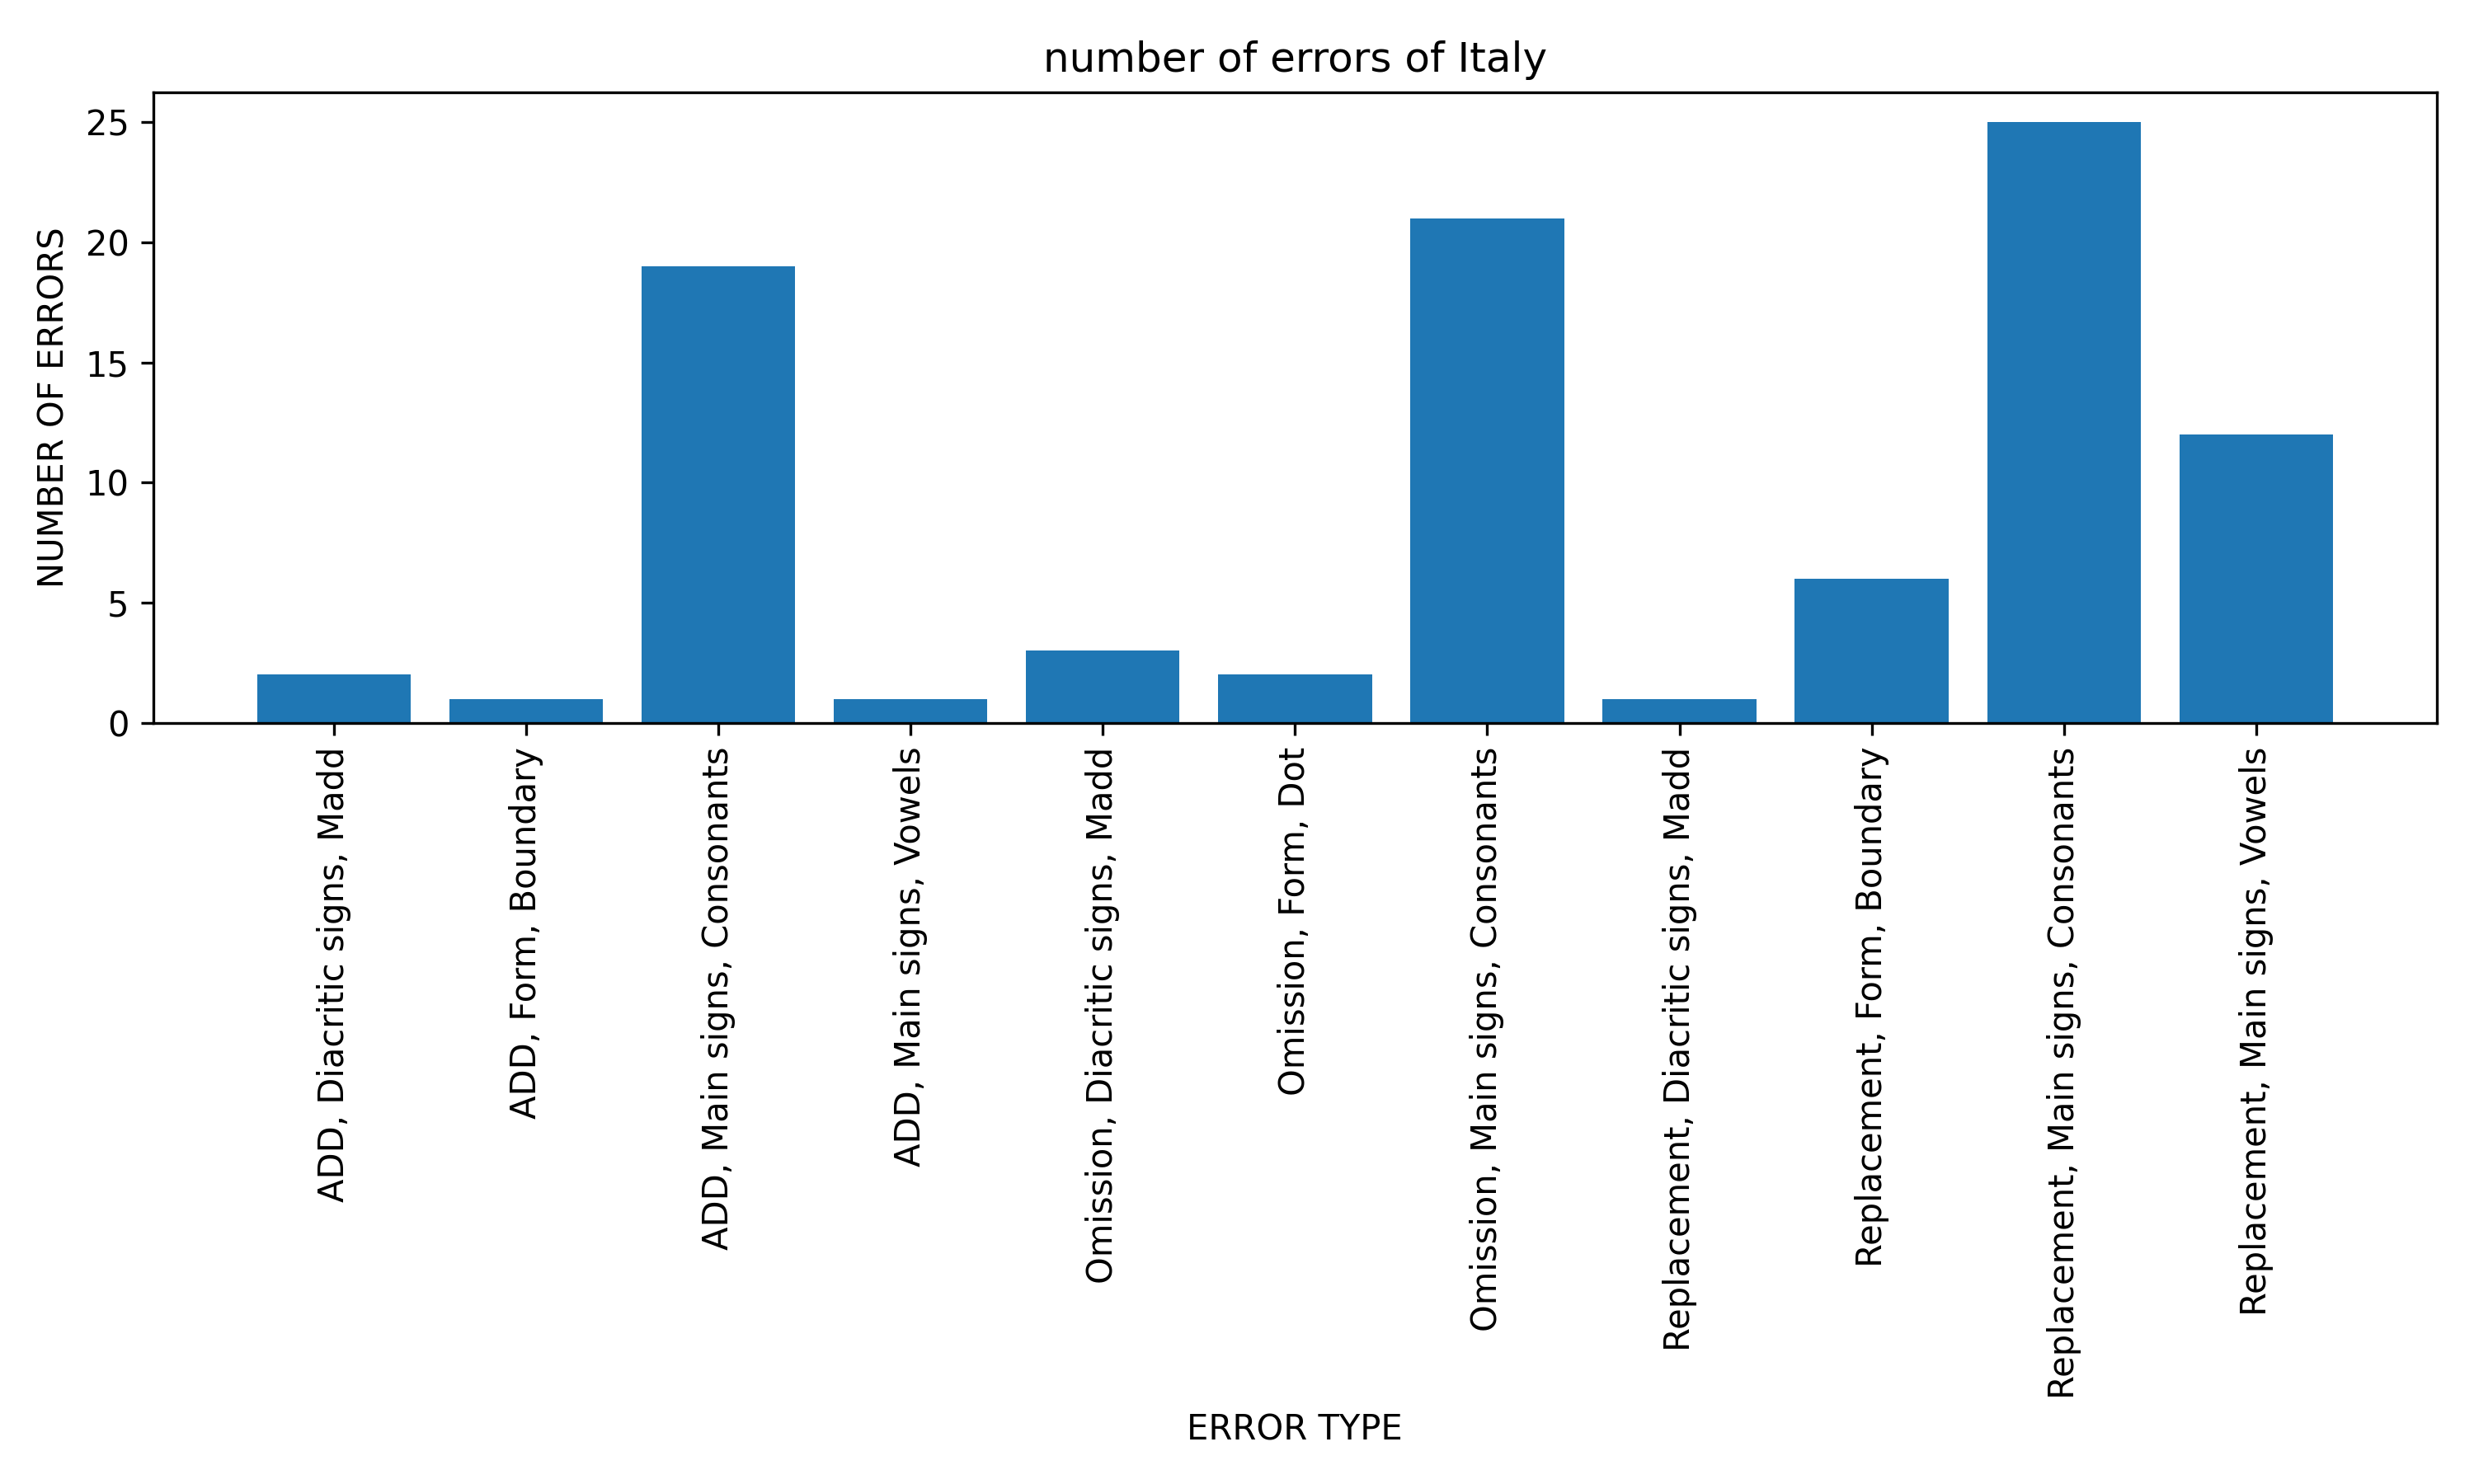 number of errors of Italy
NUMBER OF ERRORS
25
20
15
10
5
0
ADD, Diacritic signs, Madd
ADD, Form, Boundary
ADD, Main signs, Consonants
ADD, Main signs, Vowels
Omission, Diacritic signs, Madd
Omission, Form, Dot
Omission, Main signs, Consonants
Replacement, Diacritic signs, Madd
Replacement, Form, Boundary
Replacement, Main signs, Consonants
Replacement, Main signs, Vowels
ERROR TYPE